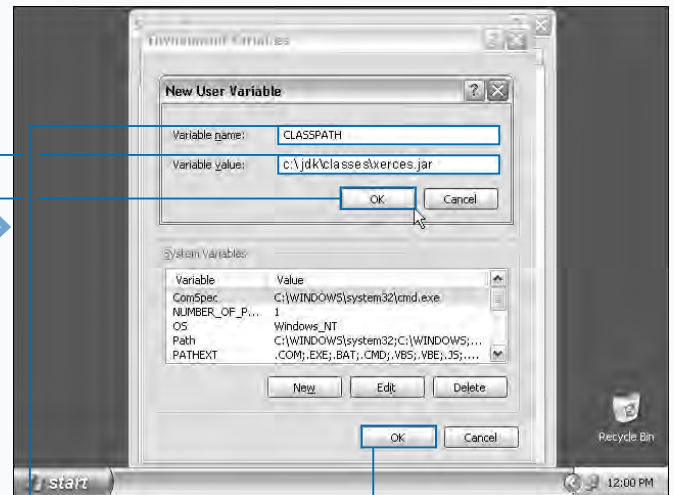 Environment Variables
New User Variable
Variable name: CLASSPATH
Variable value: c:\jdk\classes\xerces.jar
OK Cancel
System variables
Variable Value
ComSpec C:\WINDOWS\system32\cmd.exe
NUMBER_OF_P... 1
OS Windows_NT
Path C:\WINDOWS\system32;C:\WINDOWS;...
PATHEXT .COM;.EXE;.BAT;.CMD;.VBS;.VBE;.JS;....
New Edit Delete
OK Cancel
Recycle Bin
start 12:00 PM